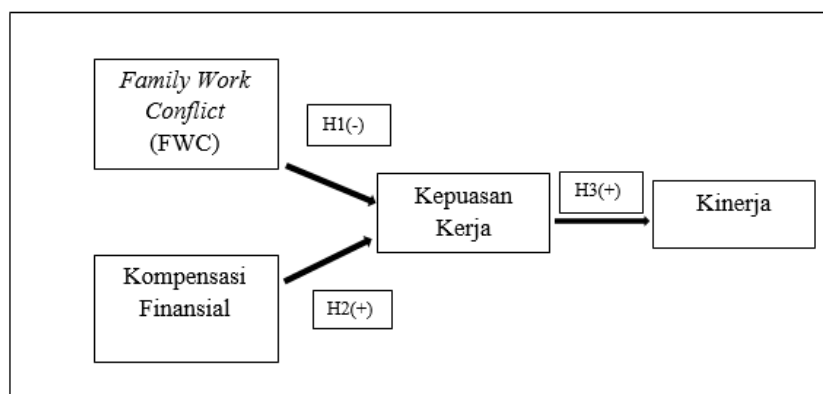 Family Work
Conflict
(FWC)
H1(-)
Kepuasan
Kerja
H3(+)
Kinerja
Kompensasi
Finansial
H2(+)